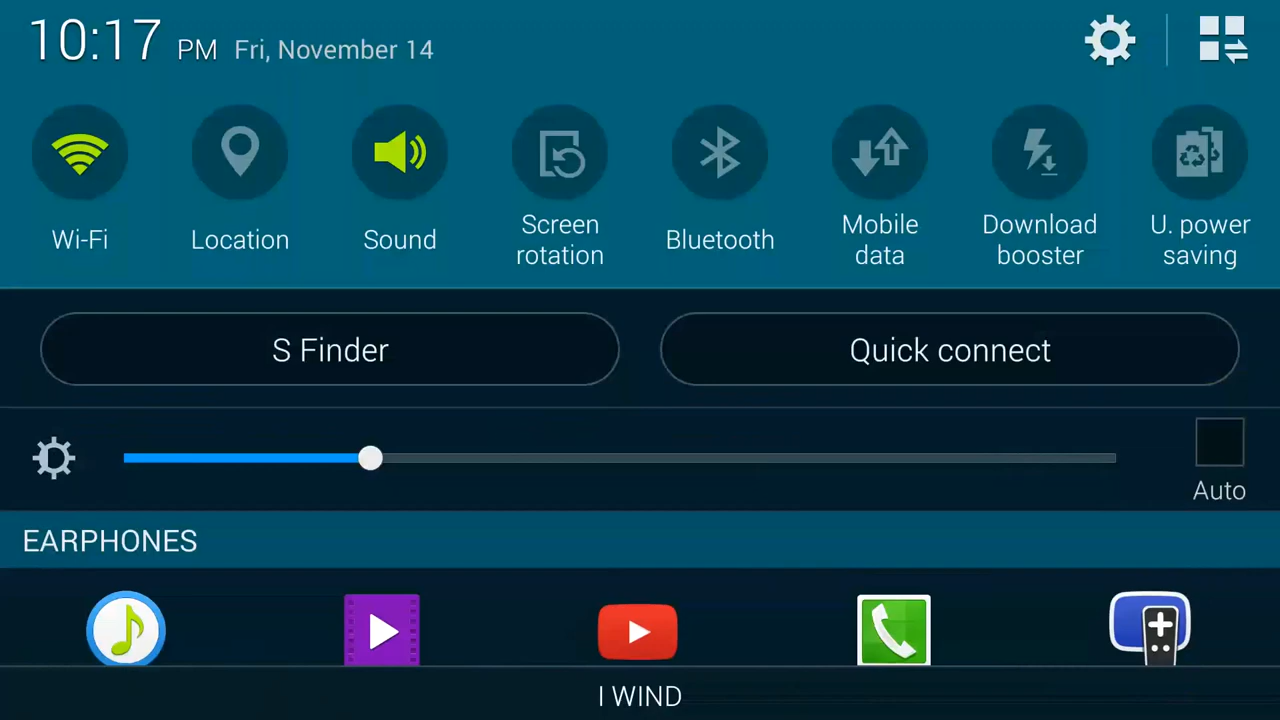 10:17 PM Fri, November 14
Wi-Fi
Location
Sound
Screen
rotation
Bluetooth
Mobile
data
Download
booster
U. power
saving
S Finder
Quick connect
Auto
EARPHONES
I WIND